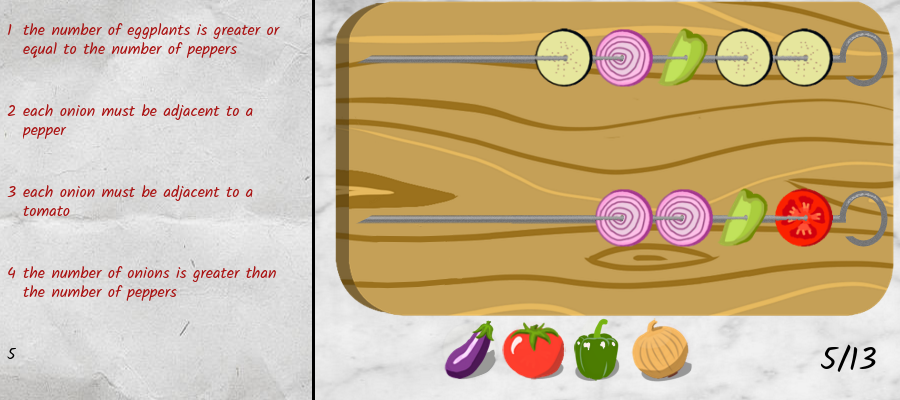 1 the number of eggplants is greater or
equal to the number of peppers
2 each onion must be adjacent to a
pepper
3 each onion must be adjacent to a
tomato
4 the number of onions is greater than
the number of peppers
5
5/13